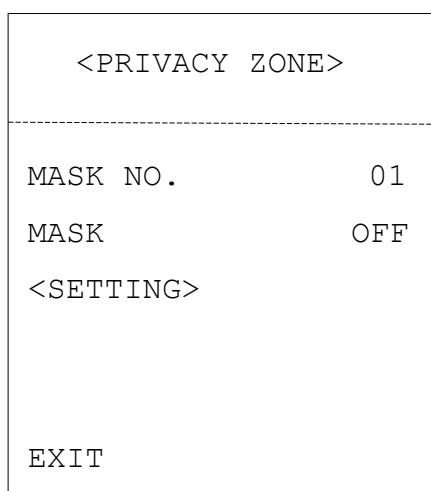 <PRIVACY ZONE>
MASK NO. 01
MASK OFF
<SETTING>
EXIT